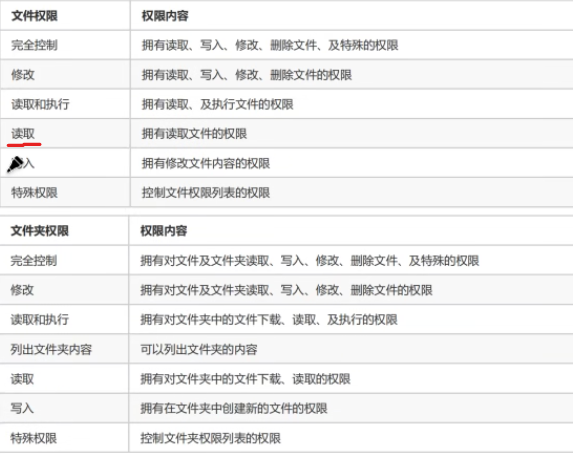 文件权限 权限内容
完全控制 拥有读取、写入、修改、删除文件、及特殊的权限
修改 拥有读取、写入、修改、删除文件的权限
读取和执行 拥有读取、及执行文件的权限
读取 拥有读取文件的权限
入 拥有修改文件内容的权限
特殊权限 控制文件权限列表的权限
文件夹权限 权限内容
完全控制 拥有对文件及文件夹读取、写入、修改、删除文件、及特殊的权限
修改 拥有对文件及文件夹读取、写入、修改、删除文件的权限
读取和执行 拥有对文件夹中的文件下载、读取、及执行的权限
列出文件夹内容 可以列出文件夹的内容
读取 拥有对文件夹中的文件下载、读取的权限
写入 拥有在文件夹中创建新的文件的权限
特殊权限 控制文件夹权限列表的权限